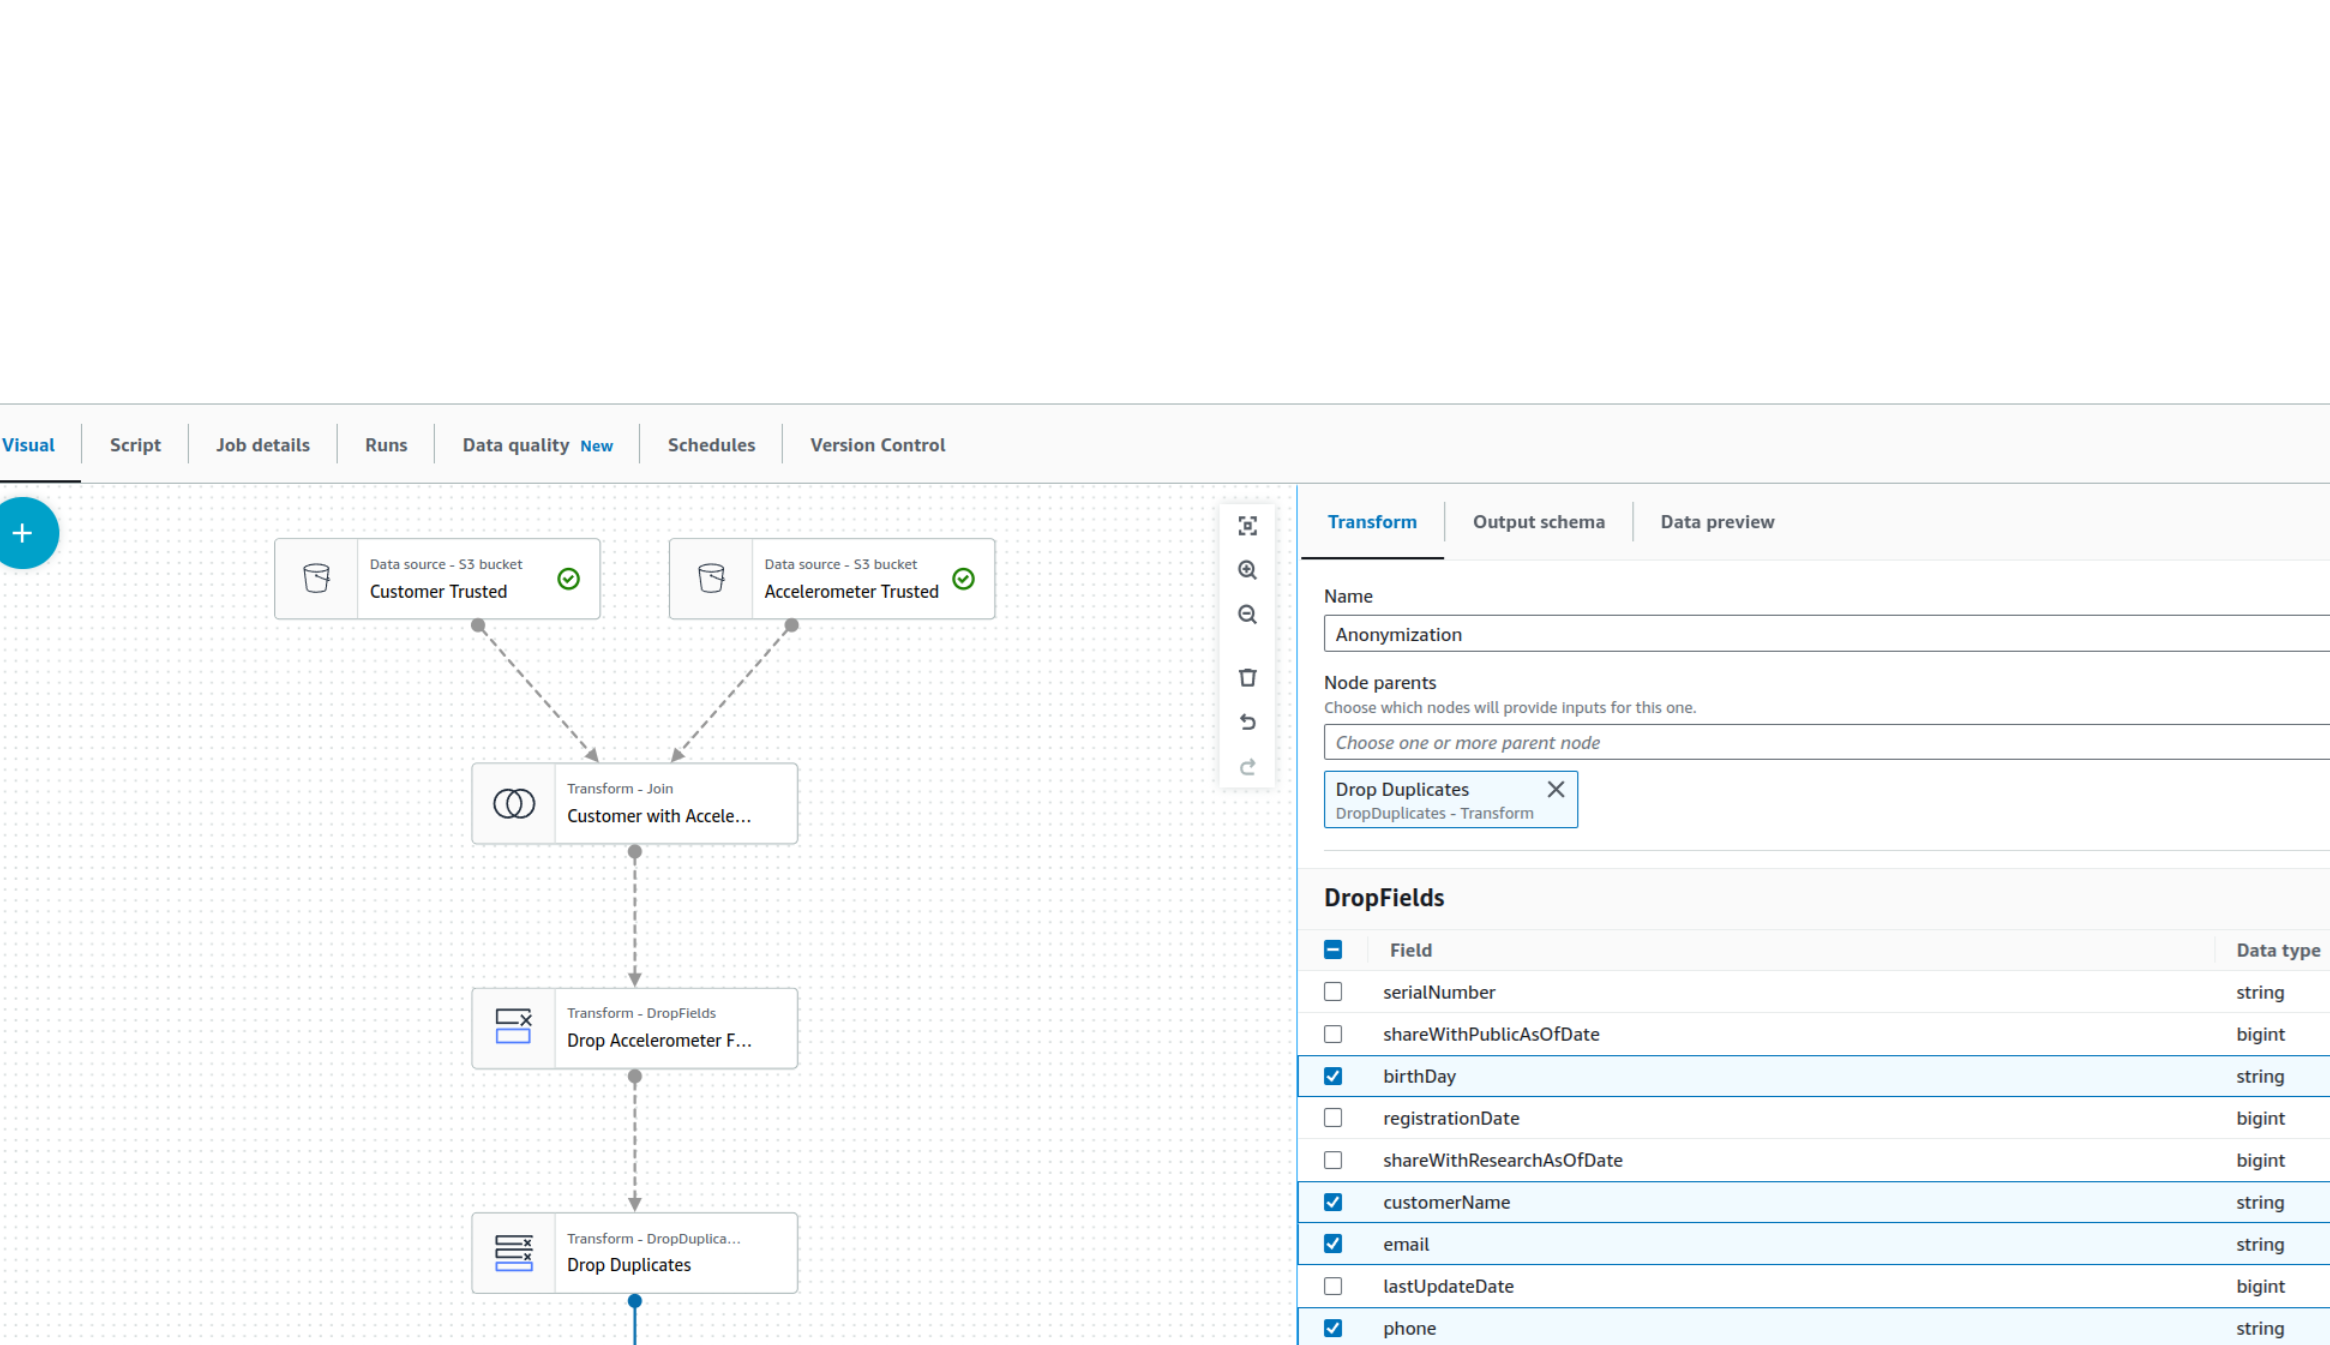 Visual
Script
Job details
Runs
Data quality New
Schedules
Version Control
Data source - S3 bucket
Customer Trusted
Data source - S3 bucket
Accelerometer Trusted
Transform - Join
Customer with Accele...
Transform - DropFields
Drop Accelerometer F...
Transform - DropDuplica...
Drop Duplicates
Transform
Output schema
Data preview
Name
Anonymization
Node parents
Choose which nodes will provide inputs for this one.
Choose one or more parent node
Drop Duplicates
DropDuplicates - Transform
DropFields
Field Data type
serialNumber string
shareWithPublicAsOfDate bigint
birthDay string
registrationDate bigint
shareWithResearchAsOfDate bigint
customerName string
email string
lastUpdateDate bigint
phone string